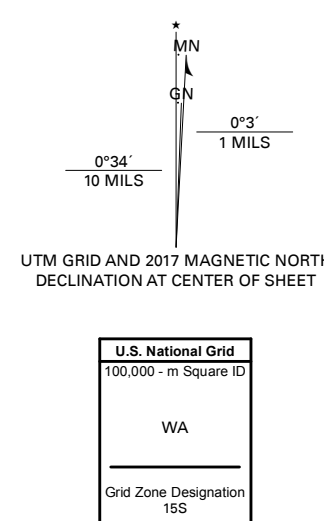 ★
MN
GN
0°3´
1 MILS
0°34´
10 MILS
UTM GRID AND 2017 MAGNETIC NORTH
DECLINATION AT CENTER OF SHEET
U.S. National Grid
100,000 - m Square ID
WA
Grid Zone Designation
15S